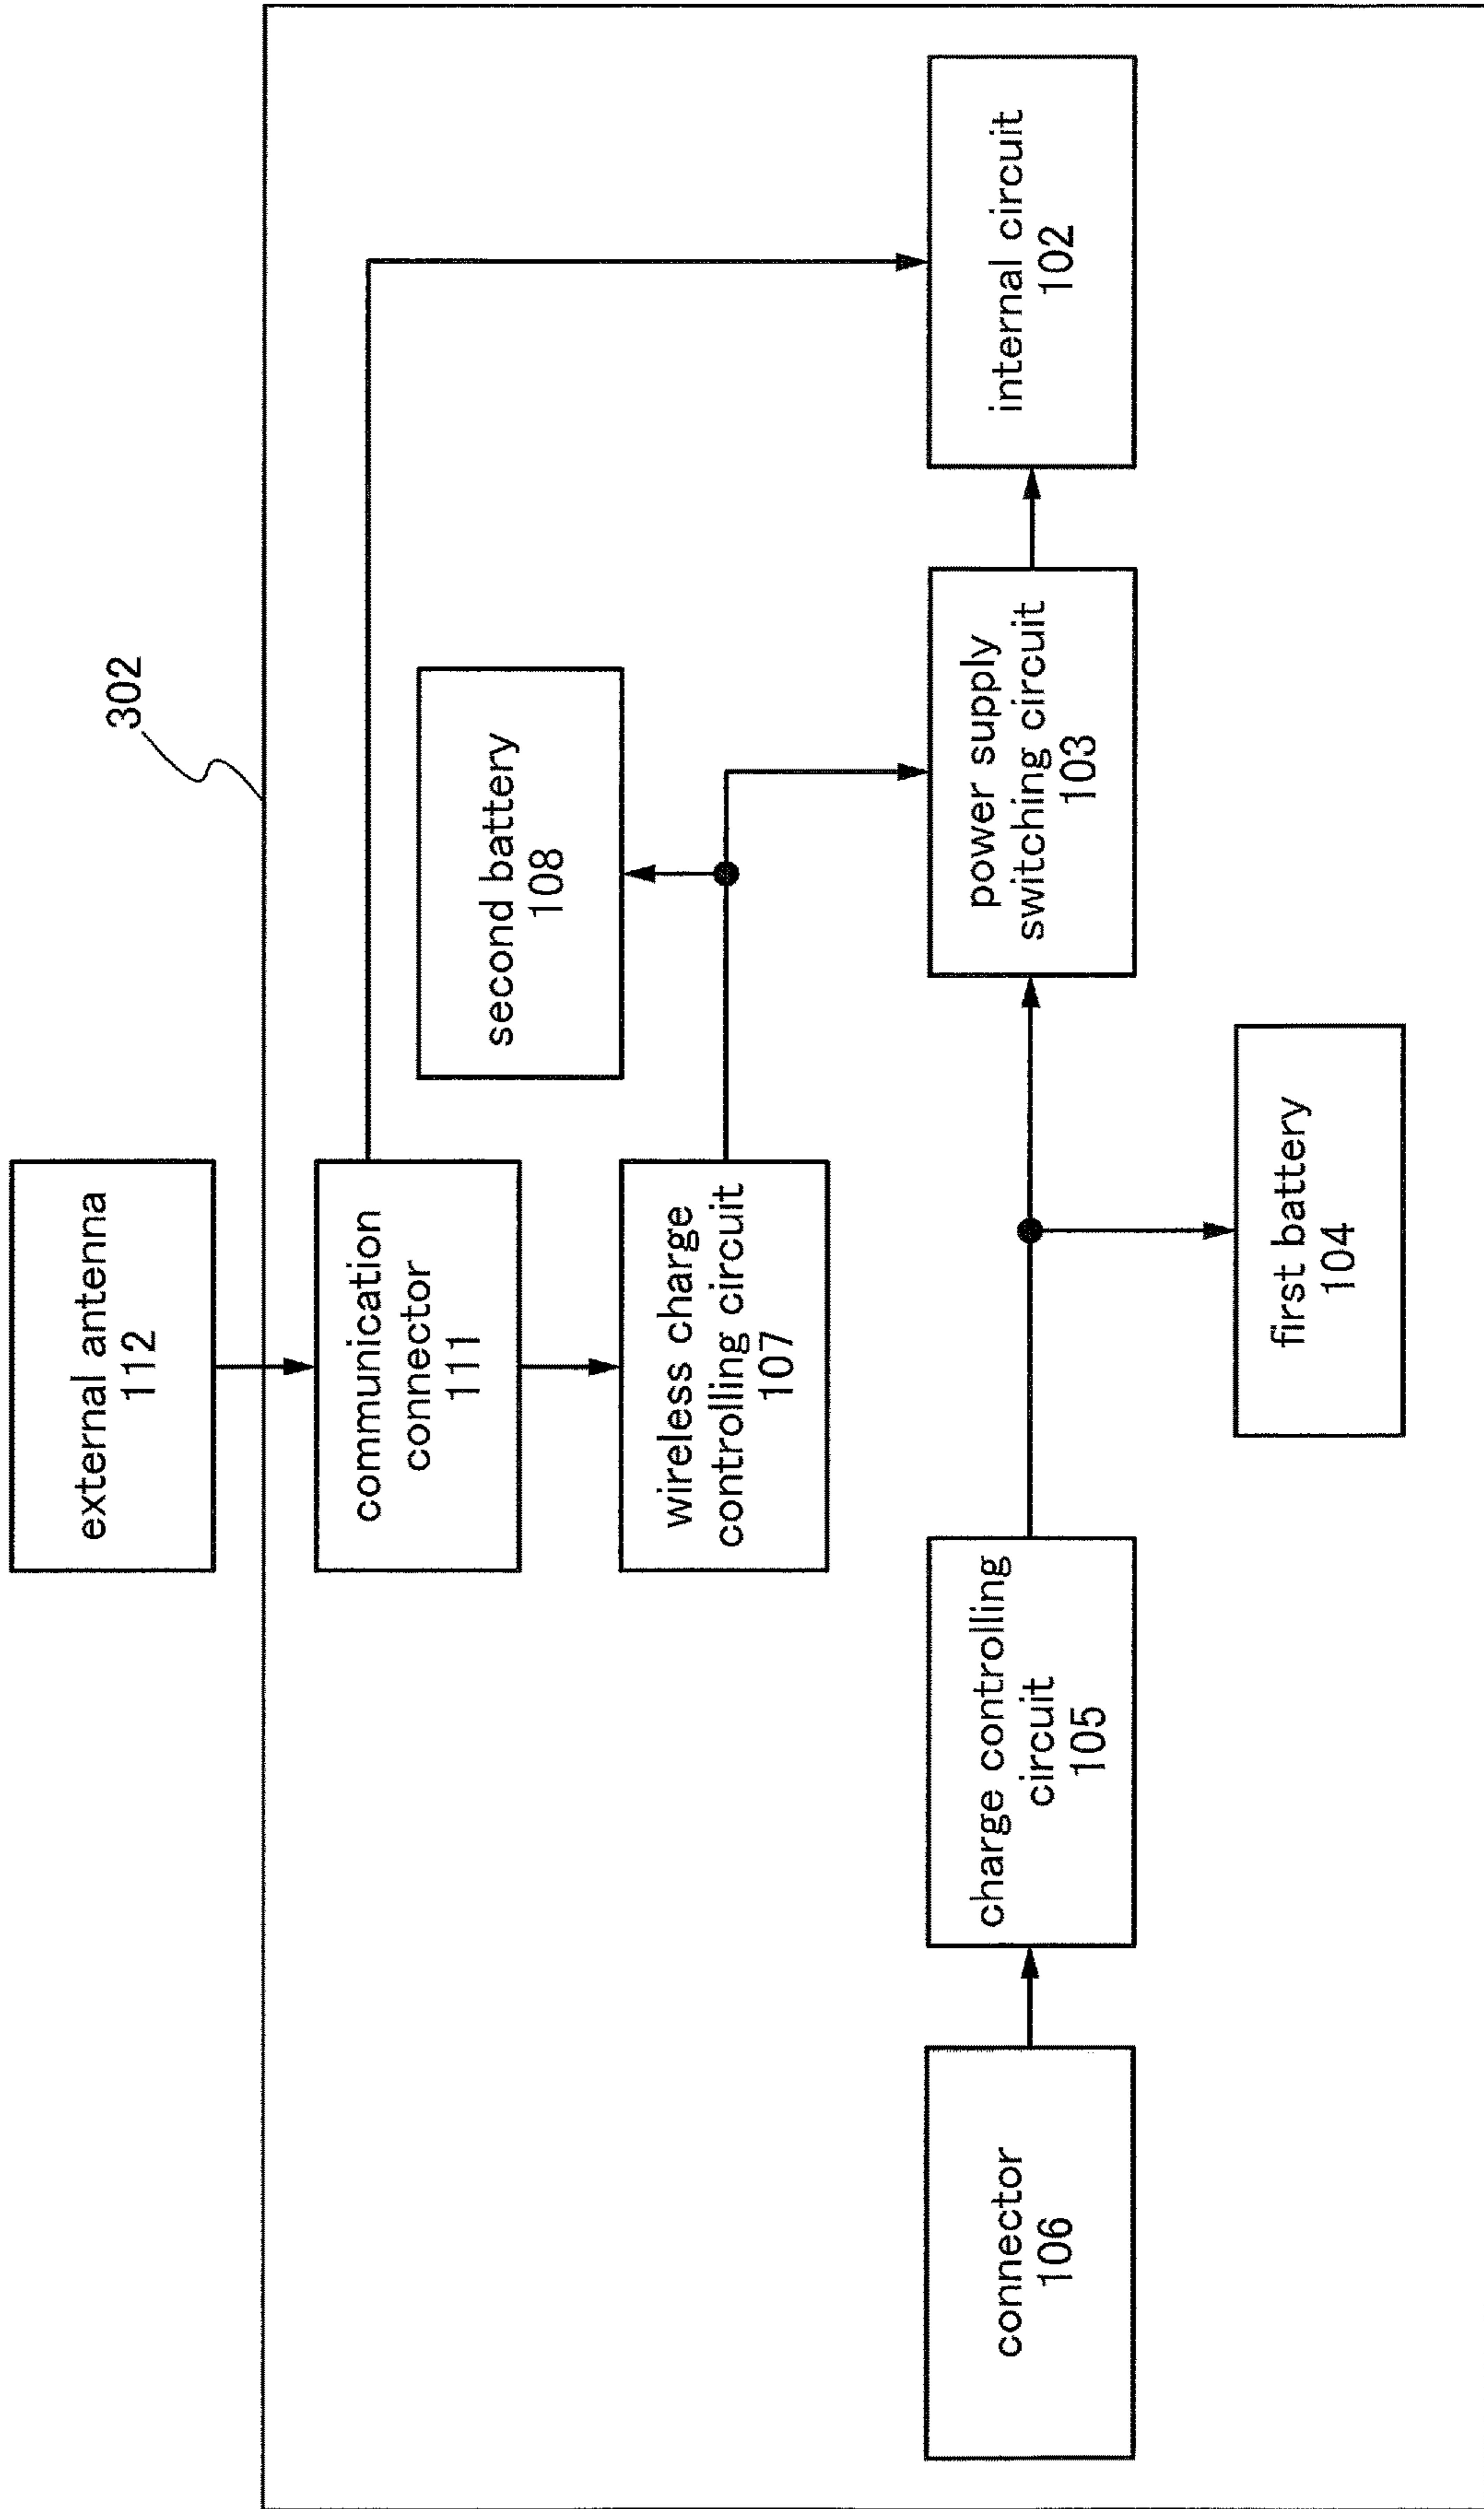 302
external antenna
112
communication
connector
111
second battery
108
wireless charge
controlling circuit
107
connector
106
charge controlling
circuit
105
power supply
switching circuit
103
internal circuit
102
first battery
104